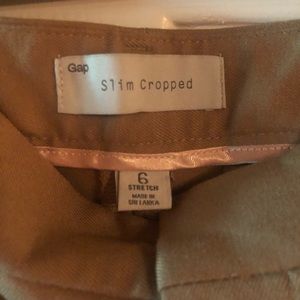 Gap
Slim Cropped
6
STRETCH
MADE IN
SRI LANKA